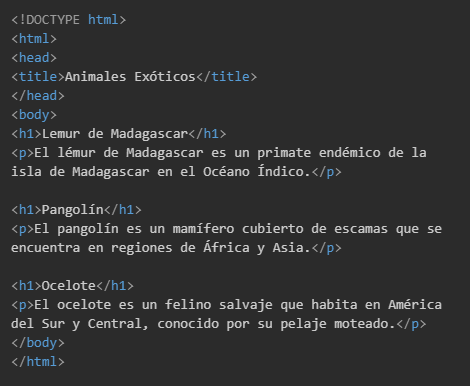 <!DOCTYPE html>
<html>
<head>
<title>Animales Exóticos</title>
</head>
<body>
<h1>Lemur de Madagascar</h1>
<p>El lémur de Madagascar es un primate endémico de la
isla de Madagascar en el Océano Índico.</p>

<h1>Pangolín</h1>
<p>El pangolín es un mamífero cubierto de escamas que se
encuentra en regiones de África y Asia.</p>

<h1>Ocelote</h1>
<p>El ocelote es un felino salvaje que habita en América
del Sur y Central, conocido por su pelaje moteado.</p>
</body>
</html>